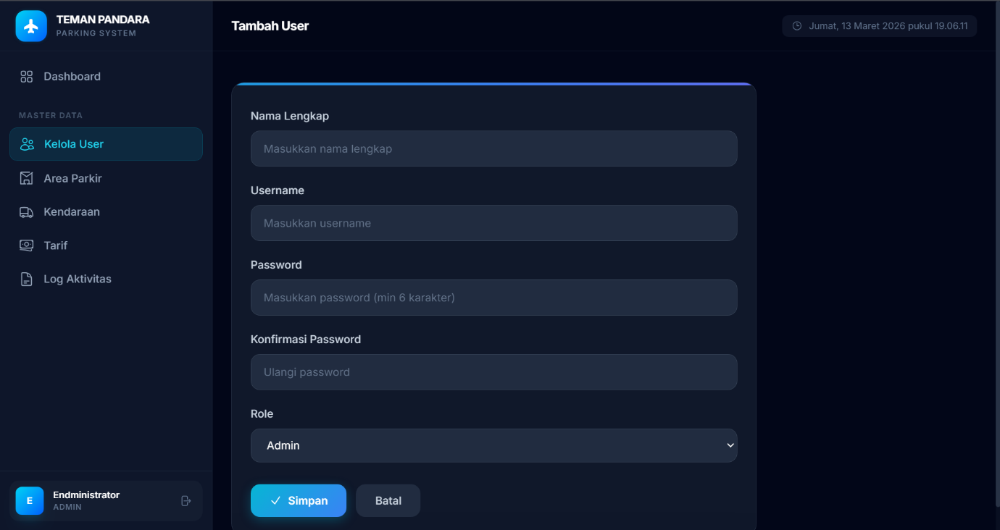 TEMAN PANDARA
PARKING SYSTEM
Dashboard
MASTER DATA
Kelola User
Area Parkir
Kendaraan
Tarif
Log Aktivitas
E
Endministrator
ADMIN
Tambah User
Jumat, 13 Maret 2026 pukul 19.06.11
Nama Lengkap
Masukkan nama lengkap
Username
Masukkan username
Password
Masukkan password (min 6 karakter)
Konfirmasi Password
Ulangi password
Role
Admin
Simpan
Batal